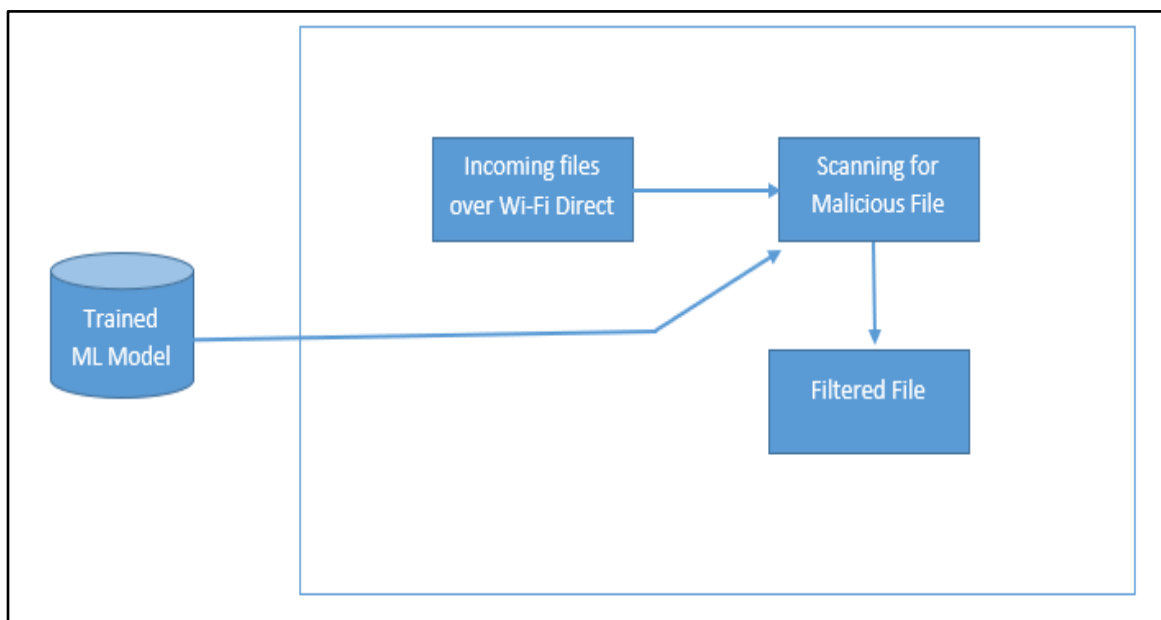 Incoming files
over Wi-Fi Direct
Scanning for
Malicious File
Trained
ML Model
Filtered File